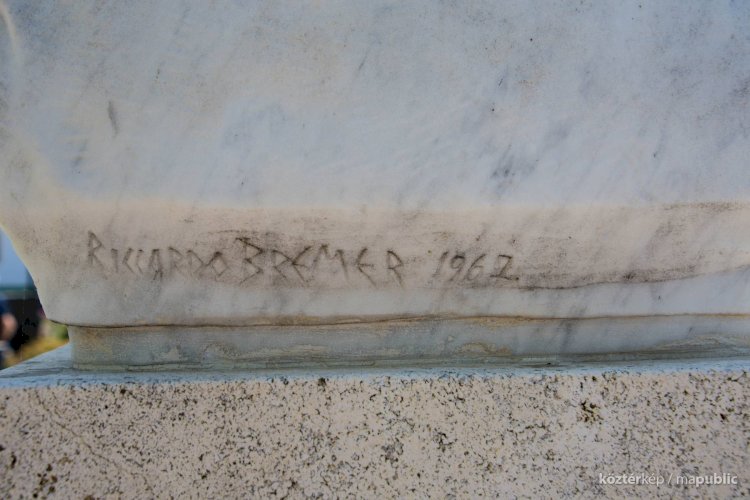 RICCARDO BREMER 1962
köztérkép / mapublic